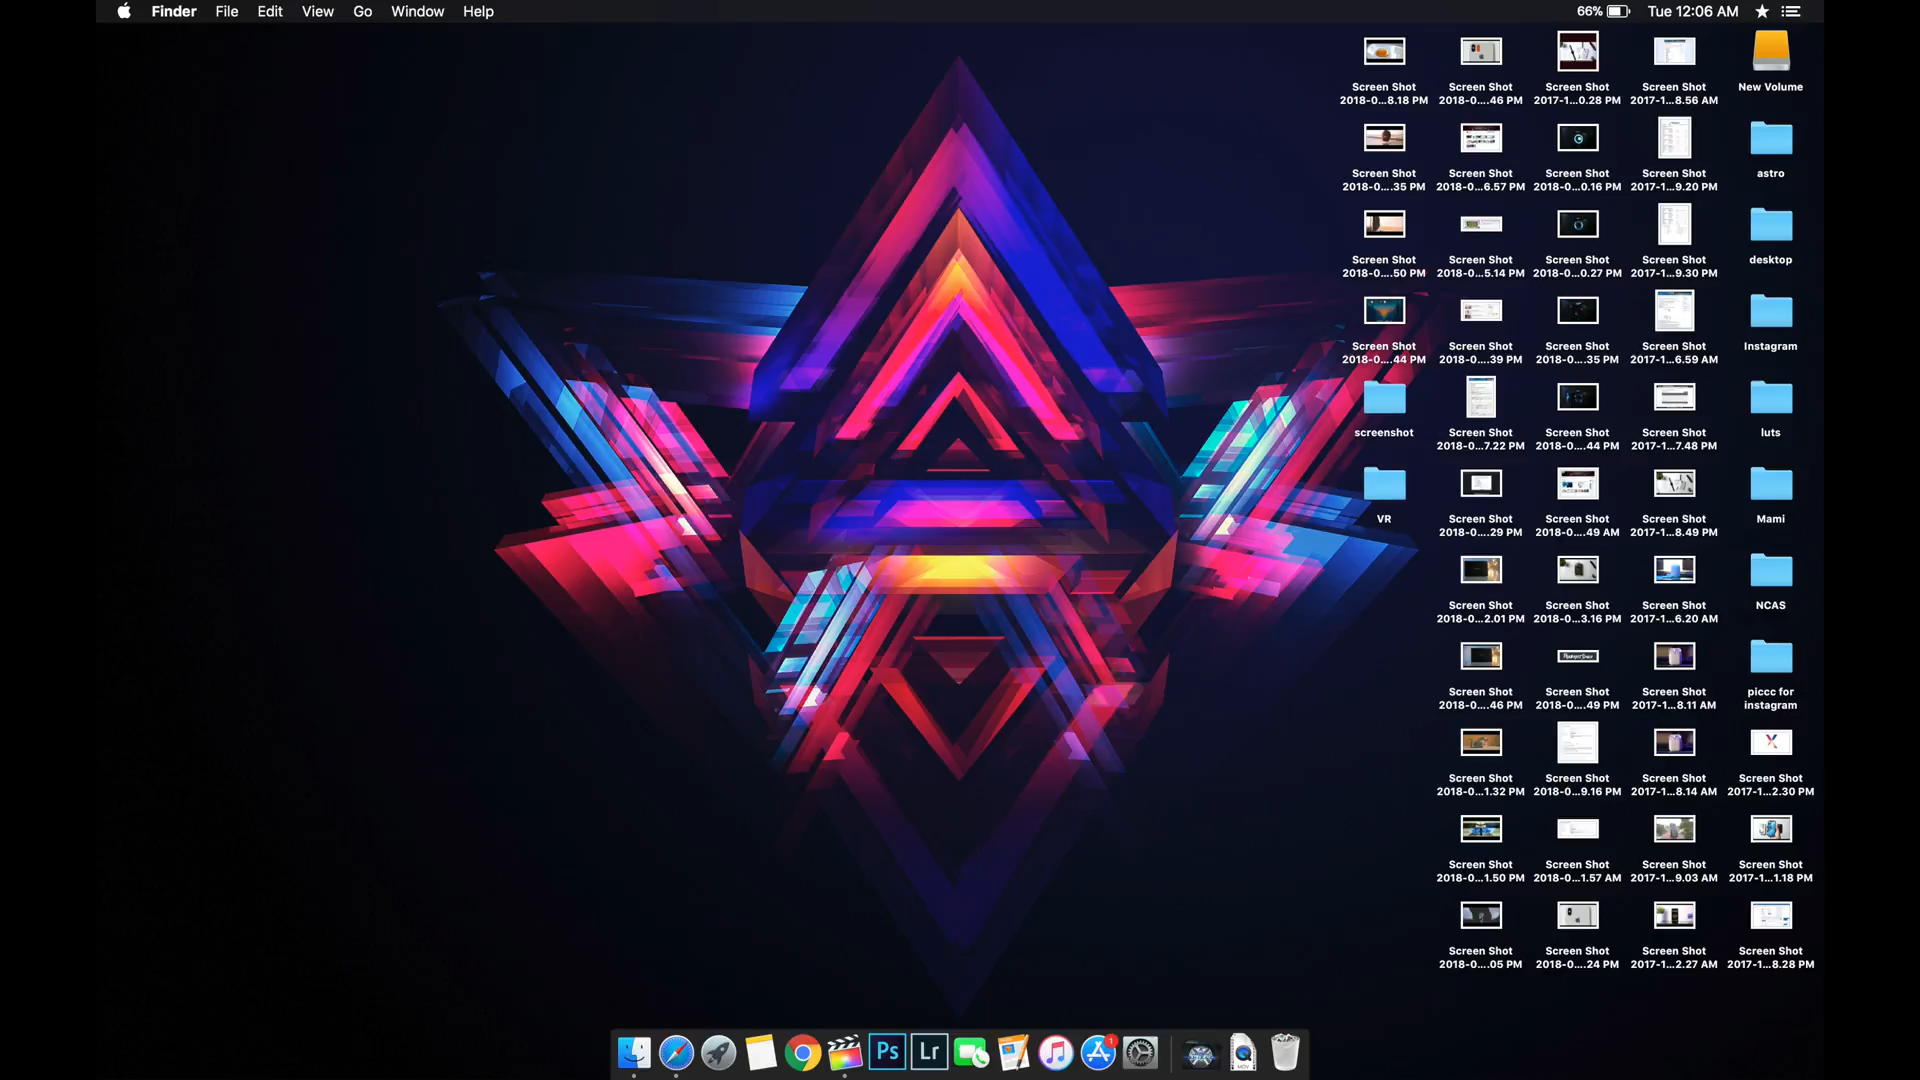 Finder File Edit View Go Window Help
66% Tue 12:06 AM
Screen Shot
2018-0...8.18 PM
Screen Shot
2018-0....46 PM
Screen Shot
2017-1...0.28 PM
Screen Shot
2017-1...8.56 AM
New Volume
Screen Shot
2018-0....35 PM
Screen Shot
2018-0...6.57 PM
Screen Shot
2018-0...0.16 PM
Screen Shot
2017-1...9.20 PM
astro
Screen Shot
2018-0....50 PM
Screen Shot
2018-0...5.14 PM
Screen Shot
2018-0...0.27 PM
Screen Shot
2017-1...9.30 PM
desktop
Screen Shot
2018-0....44 PM
Screen Shot
2018-0....39 PM
Screen Shot
2018-0....35 PM
Screen Shot
2017-1...6.59 AM
Instagram
screenshot
Screen Shot
2018-0...7.22 PM
Screen Shot
2018-0....44 PM
Screen Shot
2017-1...7.48 PM
luts
VR
Screen Shot
2018-0....29 PM
Screen Shot
2018-0....49 AM
Screen Shot
2017-1...8.49 PM
Mami
Screen Shot
2018-0...2.01 PM
Screen Shot
2018-0...3.16 PM
Screen Shot
2017-1...6.20 AM
NCAS
Screen Shot
2018-0....46 PM
Screen Shot
2018-0....49 PM
Screen Shot
2017-1...8.11 AM
piccc for
instagram
Screen Shot
2018-0...1.32 PM
Screen Shot
2018-0...9.16 PM
Screen Shot
2017-1...8.14 AM
Screen Shot
2017-1...2.30 PM
Screen Shot
2018-0...1.50 PM
Screen Shot
2018-0...1.57 AM
Screen Shot
2017-1...9.03 AM
Screen Shot
2017-1...1.18 PM
Screen Shot
2018-0....05 PM
Screen Shot
2018-0....24 PM
Screen Shot
2017-1...2.27 AM
Screen Shot
2017-1...8.28 PM
Ps Lr 1 MOV